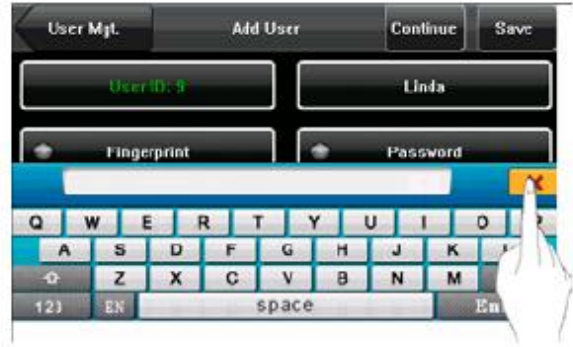 User Mgt. Add User Continue Save
User ID: 9 Linda
Fingerprint Password
Q W E R T Y U I O P
A S D F G H J K
Z X C V B N M
123 EN space